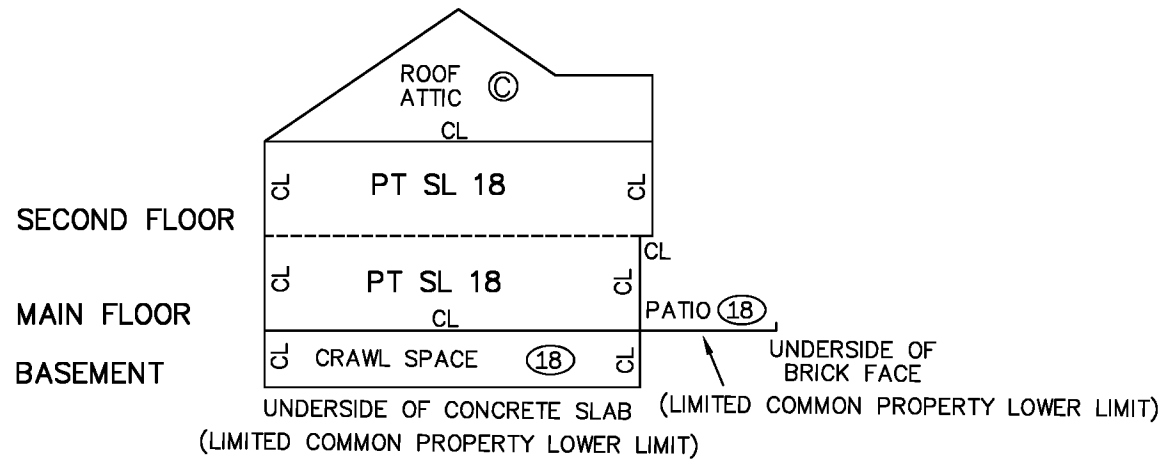 ROOF
ATTIC Ⓒ
CL
CL PT SL 18 CL
SECOND FLOOR
CL
CL PT SL 18 CL
MAIN FLOOR
CL
PATIO 18
CL CRAWL SPACE 18 CL
BASEMENT
UNDERSIDE OF
BRICK FACE
(LIMITED COMMON PROPERTY LOWER LIMIT)
UNDERSIDE OF CONCRETE SLAB
(LIMITED COMMON PROPERTY LOWER LIMIT)